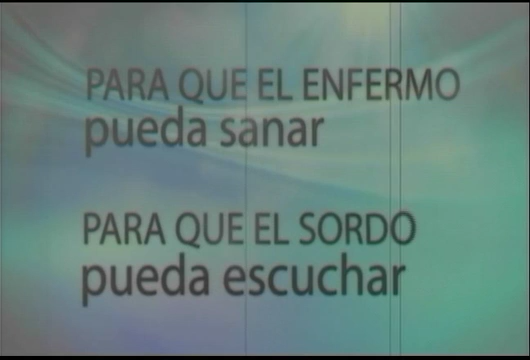 PARA QUE EL ENFERMO
pueda sanar
PARA QUE EL SORDO
pueda escuchar